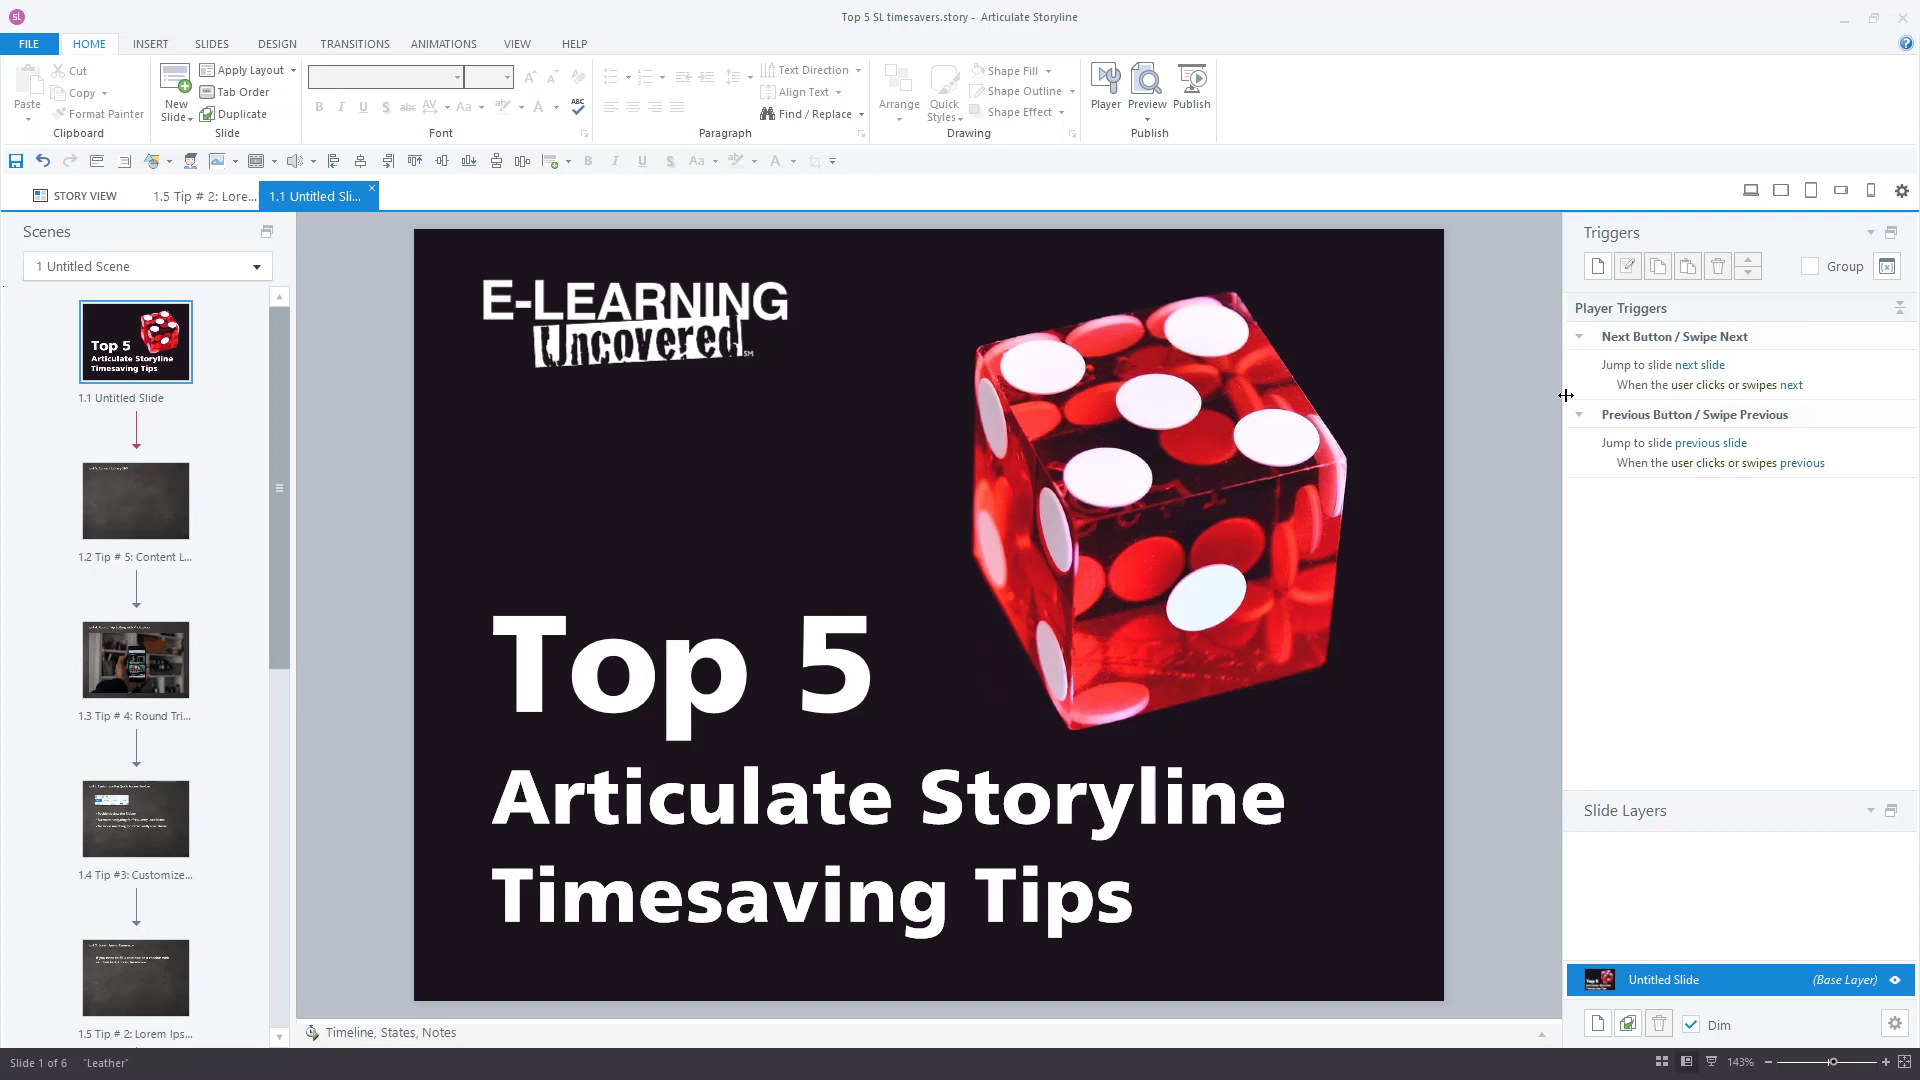 sl
Top 5 SL timesavers.story - Articulate Storyline
FILE HOME INSERT SLIDES DESIGN TRANSITIONS ANIMATIONS VIEW HELP
Paste
Cut
Copy
Format Painter
Clipboard
New
Slide
Apply Layout
Tab Order
Duplicate
Slide
Font
Text Direction
Align Text
Find / Replace
Paragraph
Arrange
Quick
Styles
Shape Fill
Shape Outline
Shape Effect
Drawing
Player
Preview
Publish
Publish
STORY VIEW
1.5 Tip # 2: Lore...
1.1 Untitled Sli...
Scenes
1 Untitled Scene
Top 5
Articulate Storyline
Timesaving Tips
1.1 Untitled Slide
1.2 Tip # 5: Content L...
1.3 Tip # 4: Round Tri...
1.4 Tip #3: Customize...
1.5 Tip # 2: Lorem Ips...
E-LEARNING
Uncovered SM
Top 5
Articulate Storyline
Timesaving Tips
Timeline, States, Notes
Triggers
Group
Player Triggers
Next Button / Swipe Next
Jump to slide next slide
When the user clicks or swipes next
Previous Button / Swipe Previous
Jump to slide previous slide
When the user clicks or swipes previous
Slide Layers
Untitled Slide (Base Layer)
Dim
Slide 1 of 6 "Leather"
143%